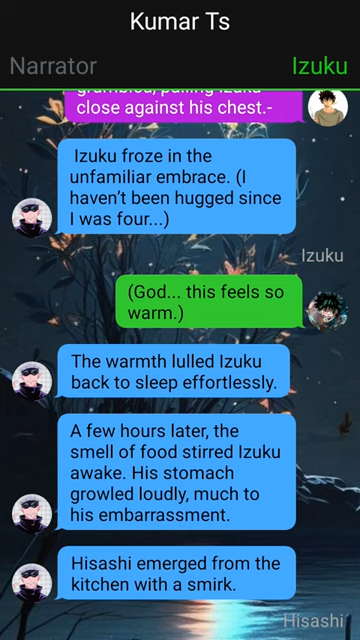 Kumar Ts
Narrator
Izuku
grumbled, pulling Izuku
close against his chest.-
Izuku froze in the
unfamiliar embrace. (I
haven’t been hugged since
I was four...)
Izuku
(God... this feels so
warm.)
The warmth lulled Izuku
back to sleep effortlessly.
A few hours later, the
smell of food stirred Izuku
awake. His stomach
growled loudly, much to
his embarrassment.
Hisashi emerged from the
kitchen with a smirk.
Hisashi